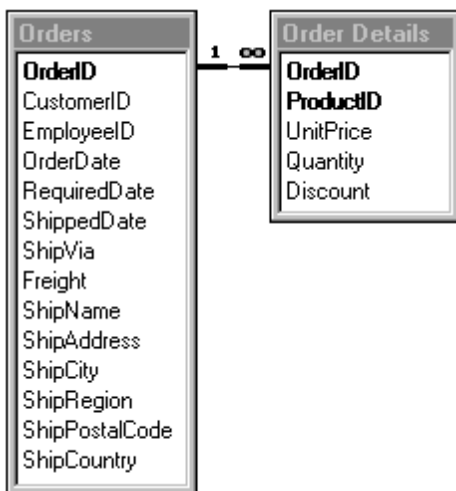 Orders
OrderID
CustomerID
EmployeeID
OrderDate
RequiredDate
ShippedDate
ShipVia
Freight
ShipName
ShipAddress
ShipCity
ShipRegion
ShipPostalCode
ShipCountry
1 ∞
Order Details
OrderID
ProductID
UnitPrice
Quantity
Discount